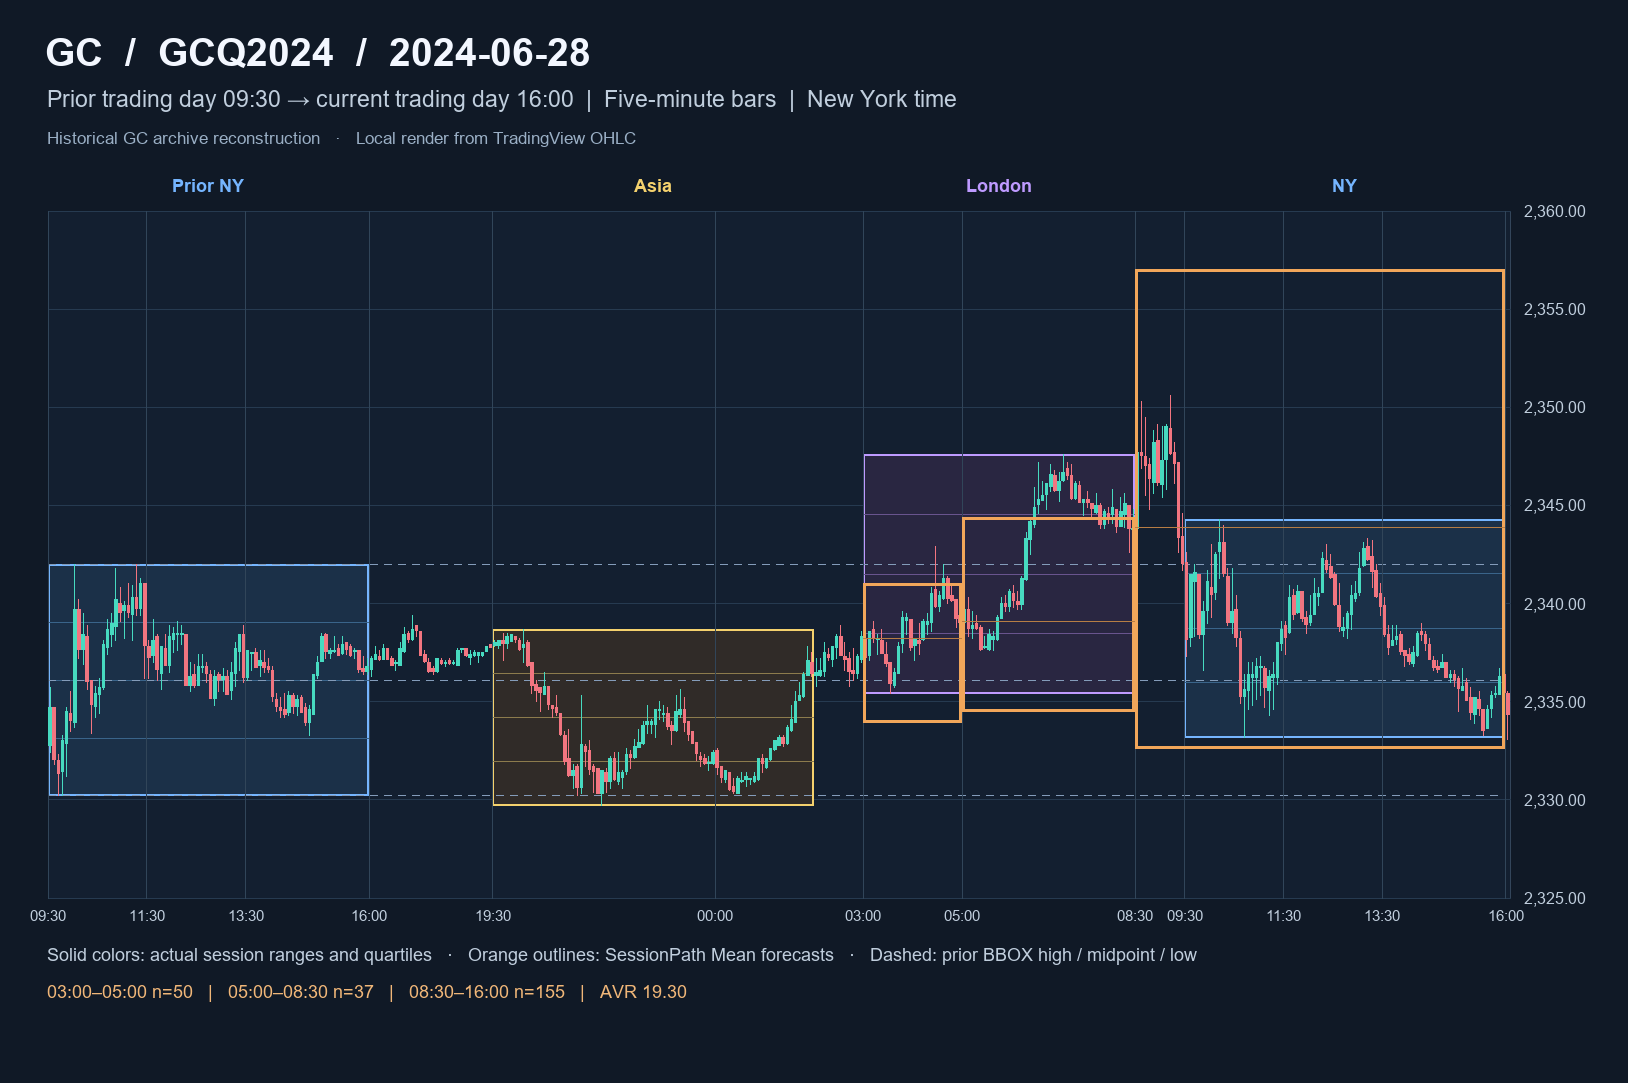 GC / GCQ2024 / 2024-06-28
Prior trading day 09:30 → current trading day 16:00 | Five-minute bars | New York time
Historical GC archive reconstruction · Local render from TradingView OHLC
Prior NY Asia London NY
2,360.00
2,355.00
2,350.00
2,345.00
2,340.00
2,335.00
2,330.00
2,325.00
09:30 11:30 13:30 16:00 19:30 00:00 03:00 05:00 08:30 09:30 11:30 13:30 16:00
Solid colors: actual session ranges and quartiles · Orange outlines: SessionPath Mean forecasts · Dashed: prior BBOX high / midpoint / low
03:00–05:00 n=50 | 05:00–08:30 n=37 | 08:30–16:00 n=155 | AVR 19.30